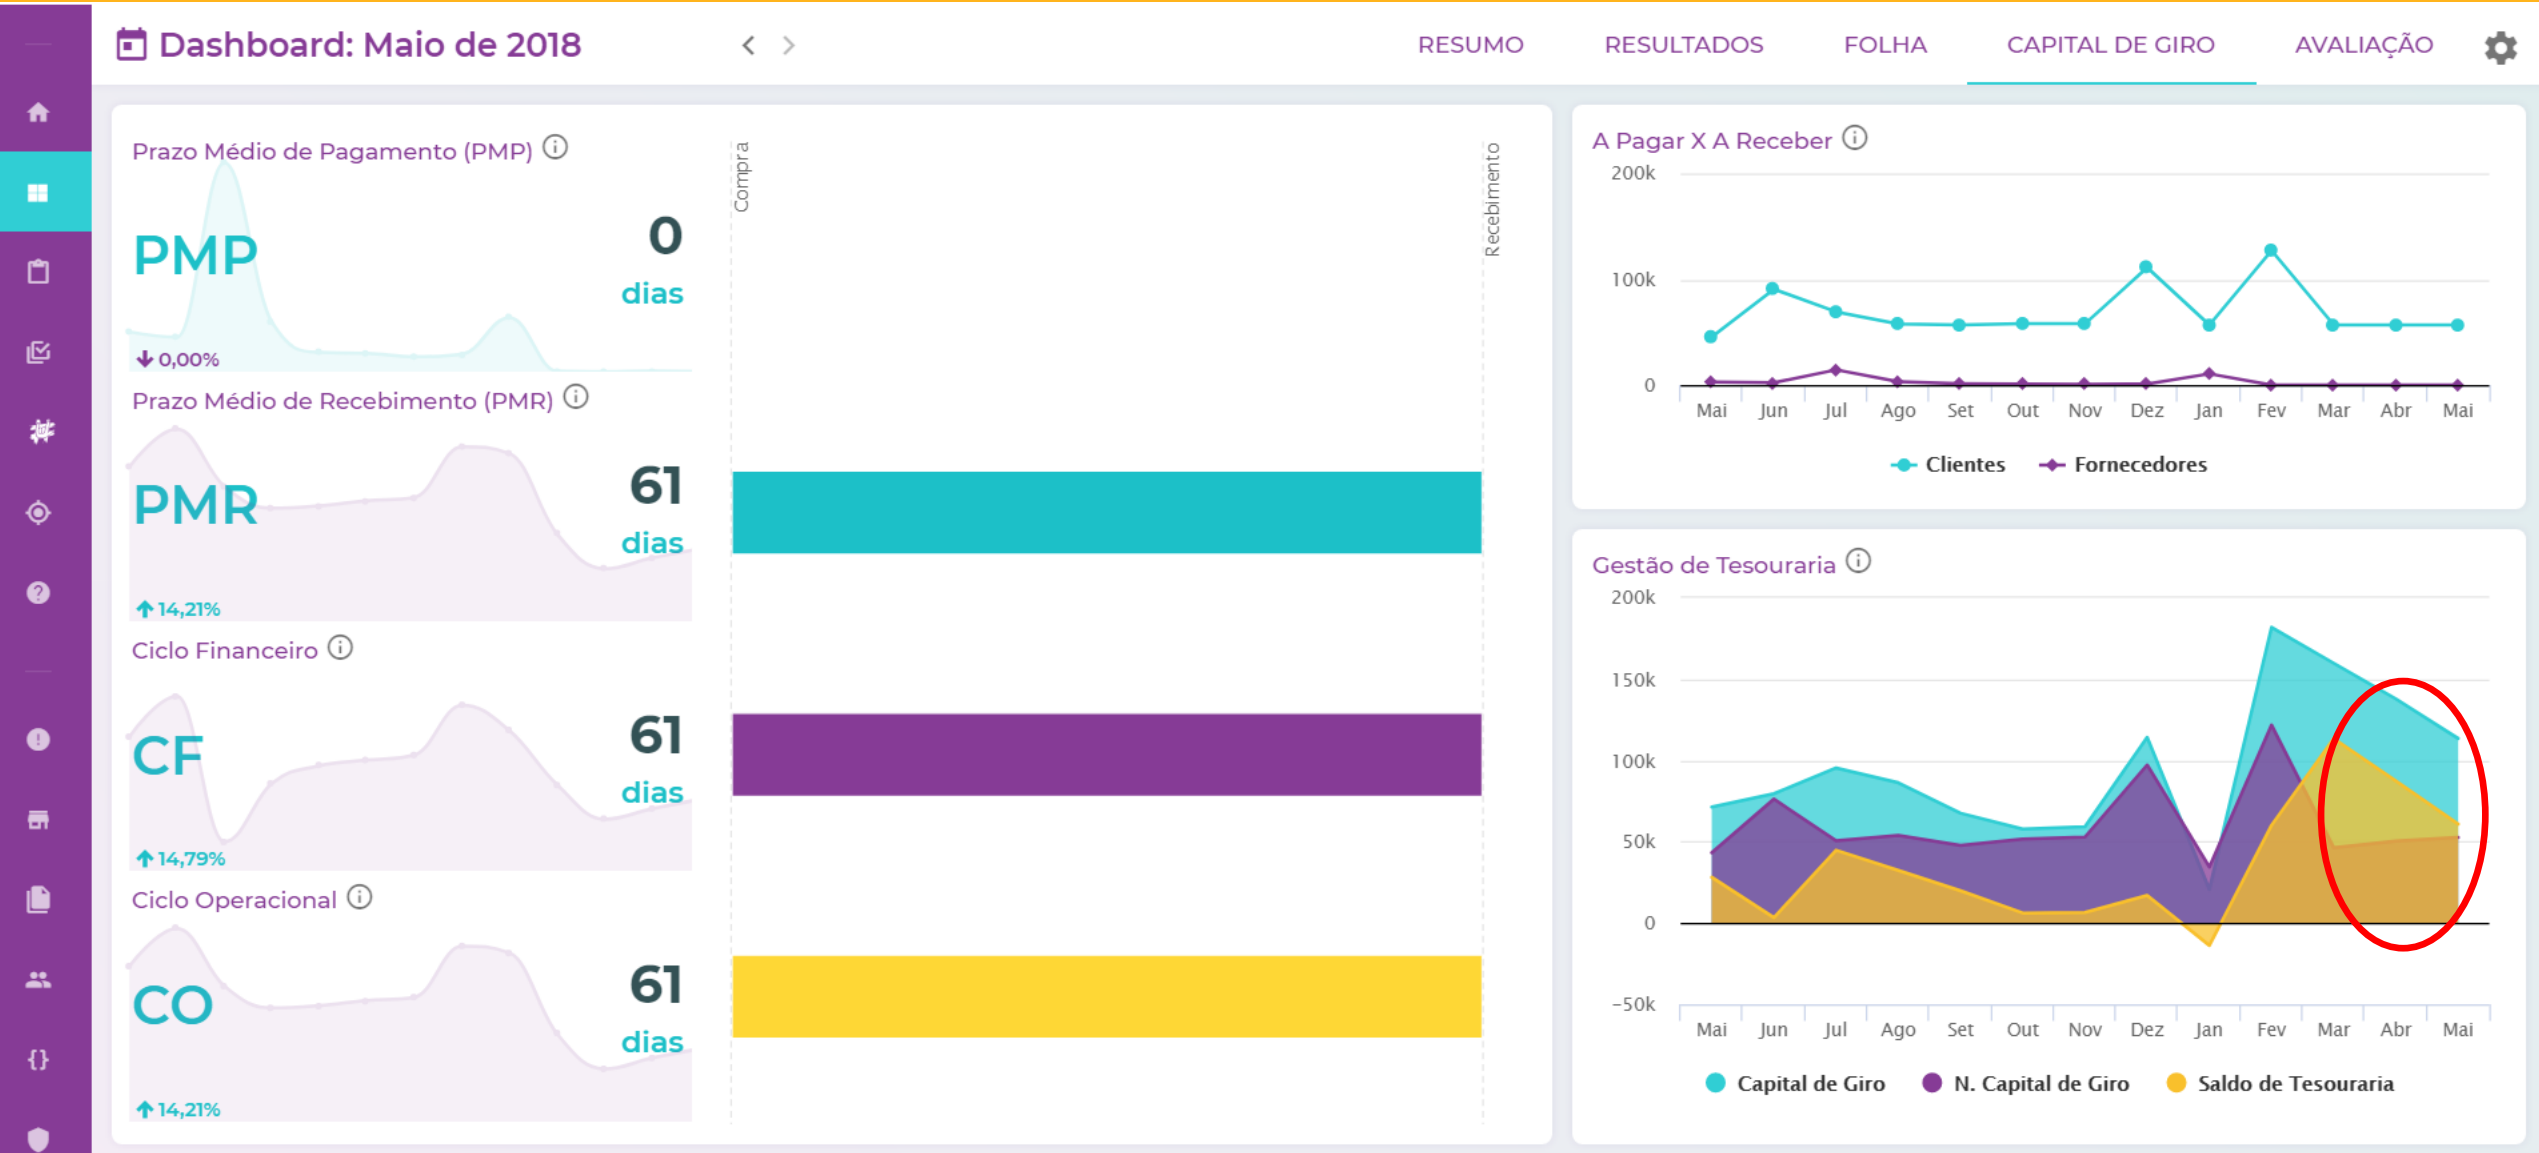 Dashboard: Maio de 2018
RESUMO RESULTADOS FOLHA CAPITAL DE GIRO AVALIAÇÃO
Prazo Médio de Pagamento (PMP)
PMP
0
dias
0,00%
Prazo Médio de Recebimento (PMR)
PMR
61
dias
14,21%
Ciclo Financeiro
CF
61
dias
14,79%
Ciclo Operacional
CO
61
dias
14,21%
Compra
Recebimento
A Pagar X A Receber
200k
100k
0
Mai Jun Jul Ago Set Out Nov Dez Jan Fev Mar Abr Mai
Clientes Fornecedores
Gestão de Tesouraria
200k
150k
100k
50k
0
−50k
Mai Jun Jul Ago Set Out Nov Dez Jan Fev Mar Abr Mai
Capital de Giro N. Capital de Giro Saldo de Tesouraria